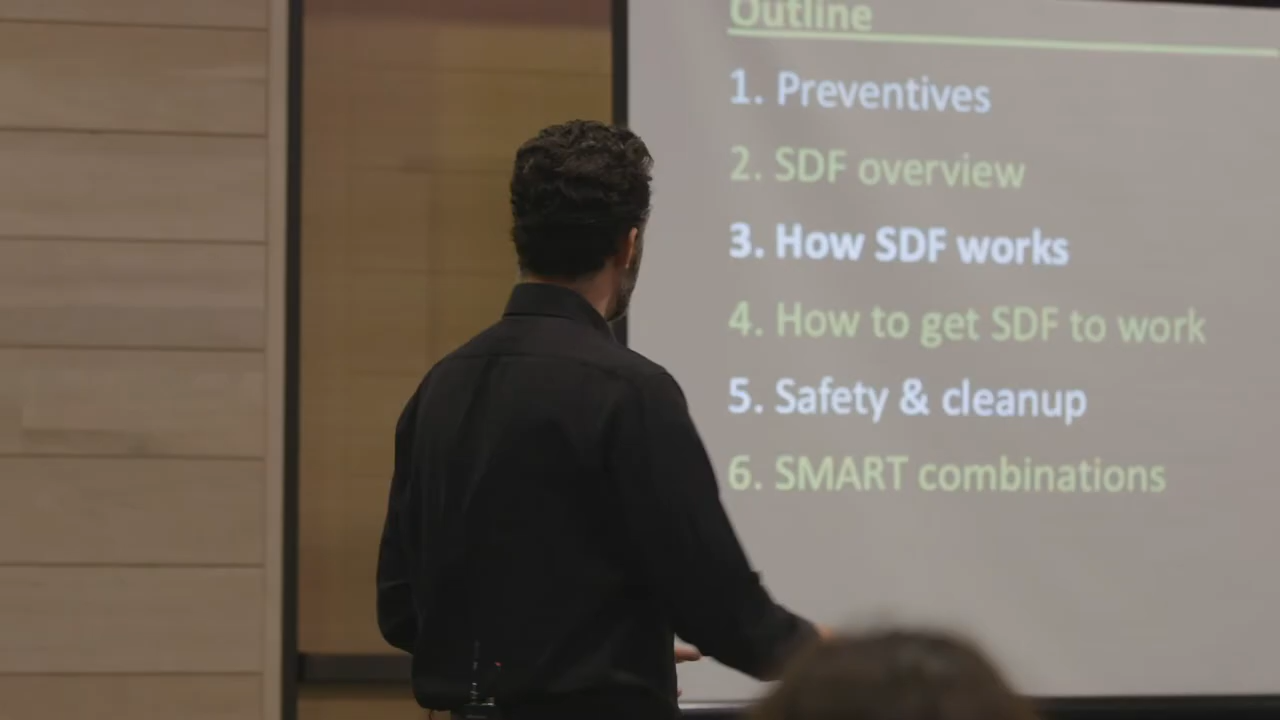 Outline
1. Preventives
2. SDF overview
3. How SDF works
4. How to get SDF to work
5. Safety & cleanup
6. SMART combinations